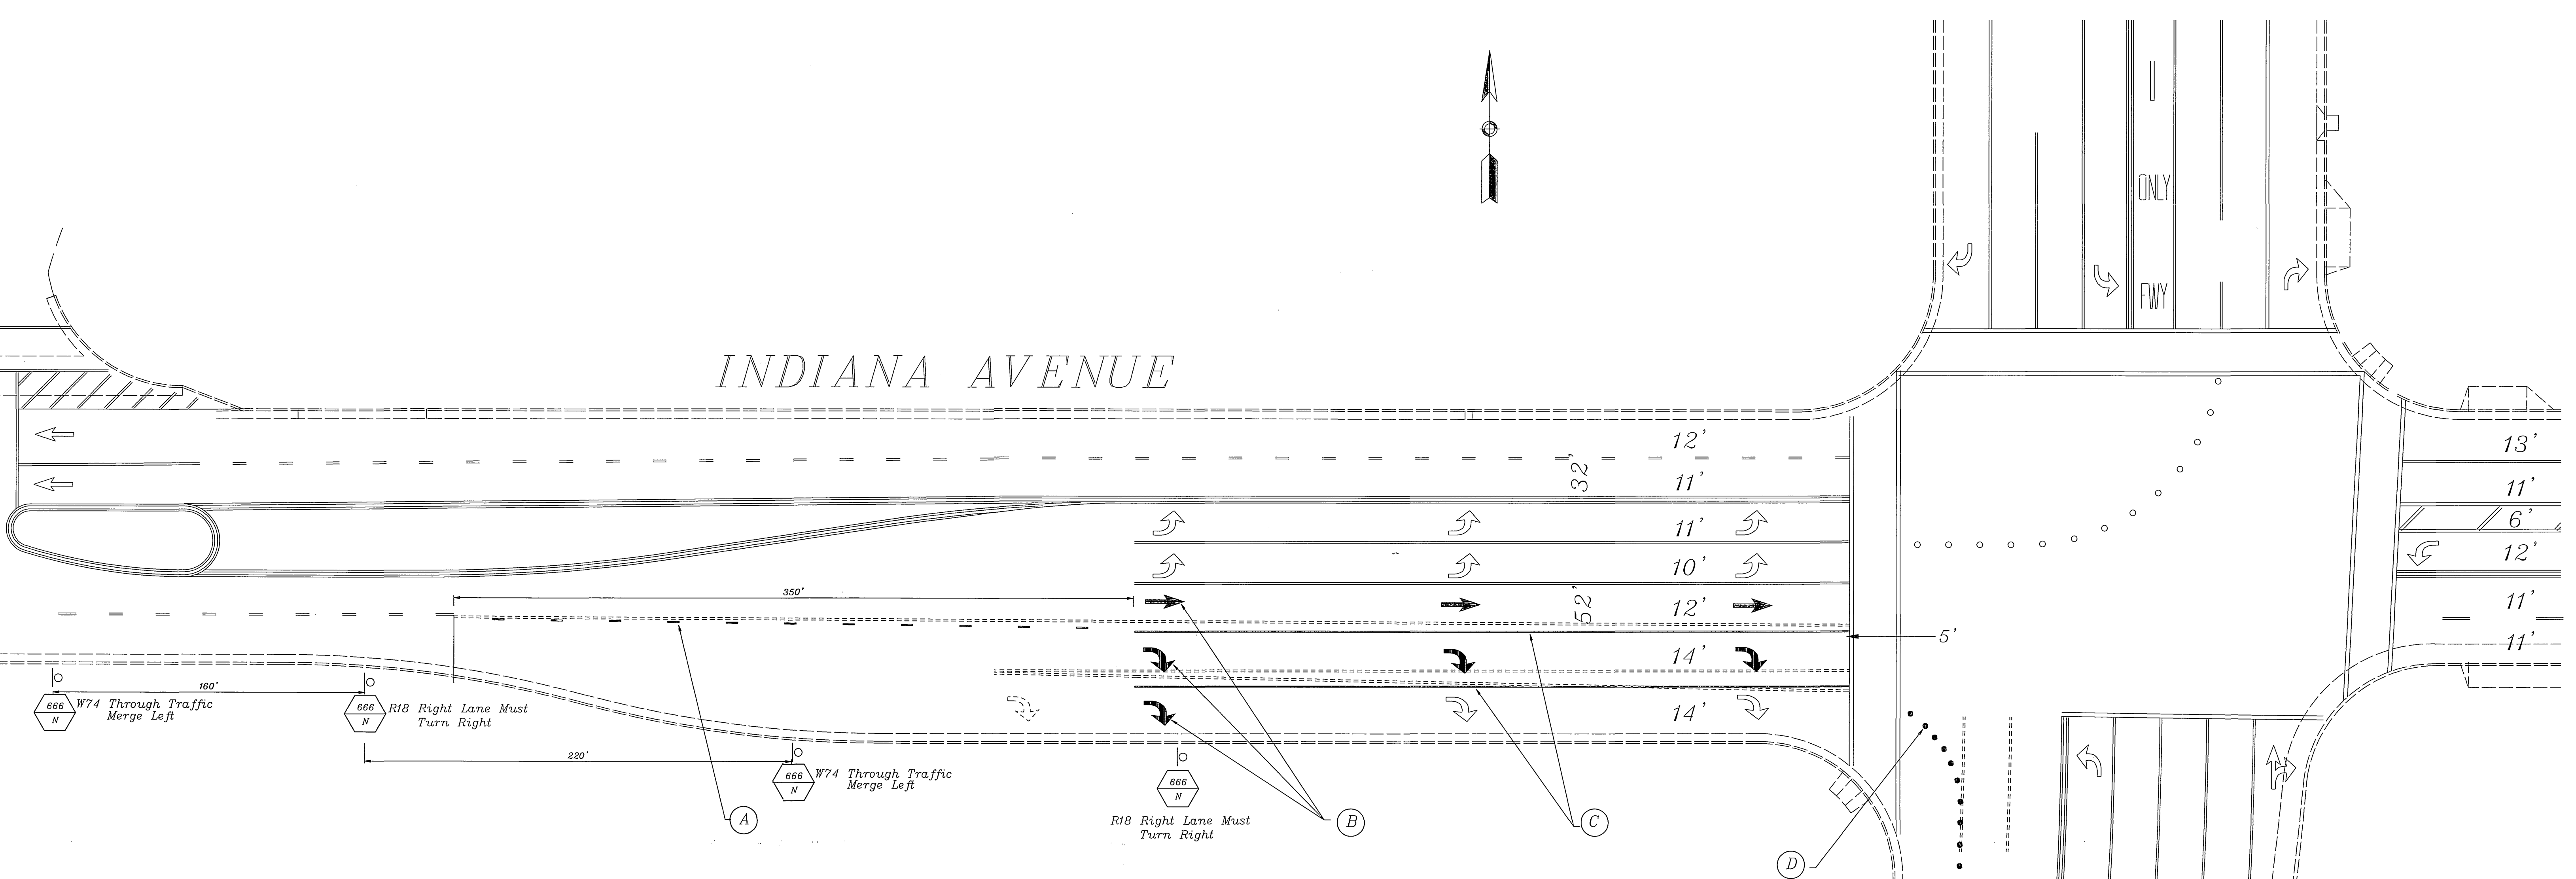 ONLY
FWY
INDIANA AVENUE
12'
11'
32'
11'
10'
12'
52'
14'
14'
13'
11'
6'
12'
11'
11'
5'
350'
160'
220'
666
N
W74 Through Traffic
Merge Left
666
N
R18 Right Lane Must
Turn Right
666
N
W74 Through Traffic
Merge Left
666
N
R18 Right Lane Must
Turn Right
A
B
C
D